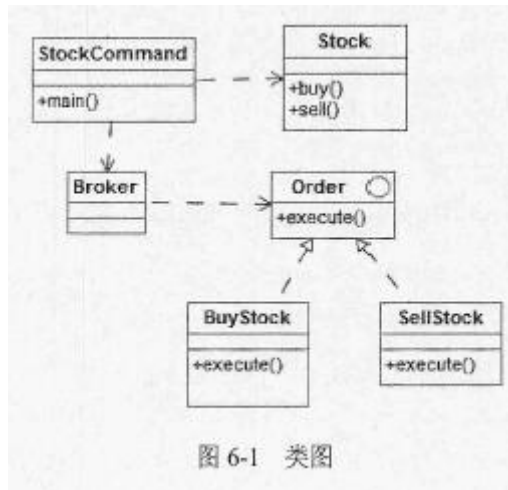 StockCommand
+main()
Stock
+buy()
+sell()
Broker
Order
+execute()
BuyStock
+execute()
SellStock
+execute()
图 6-1 类图